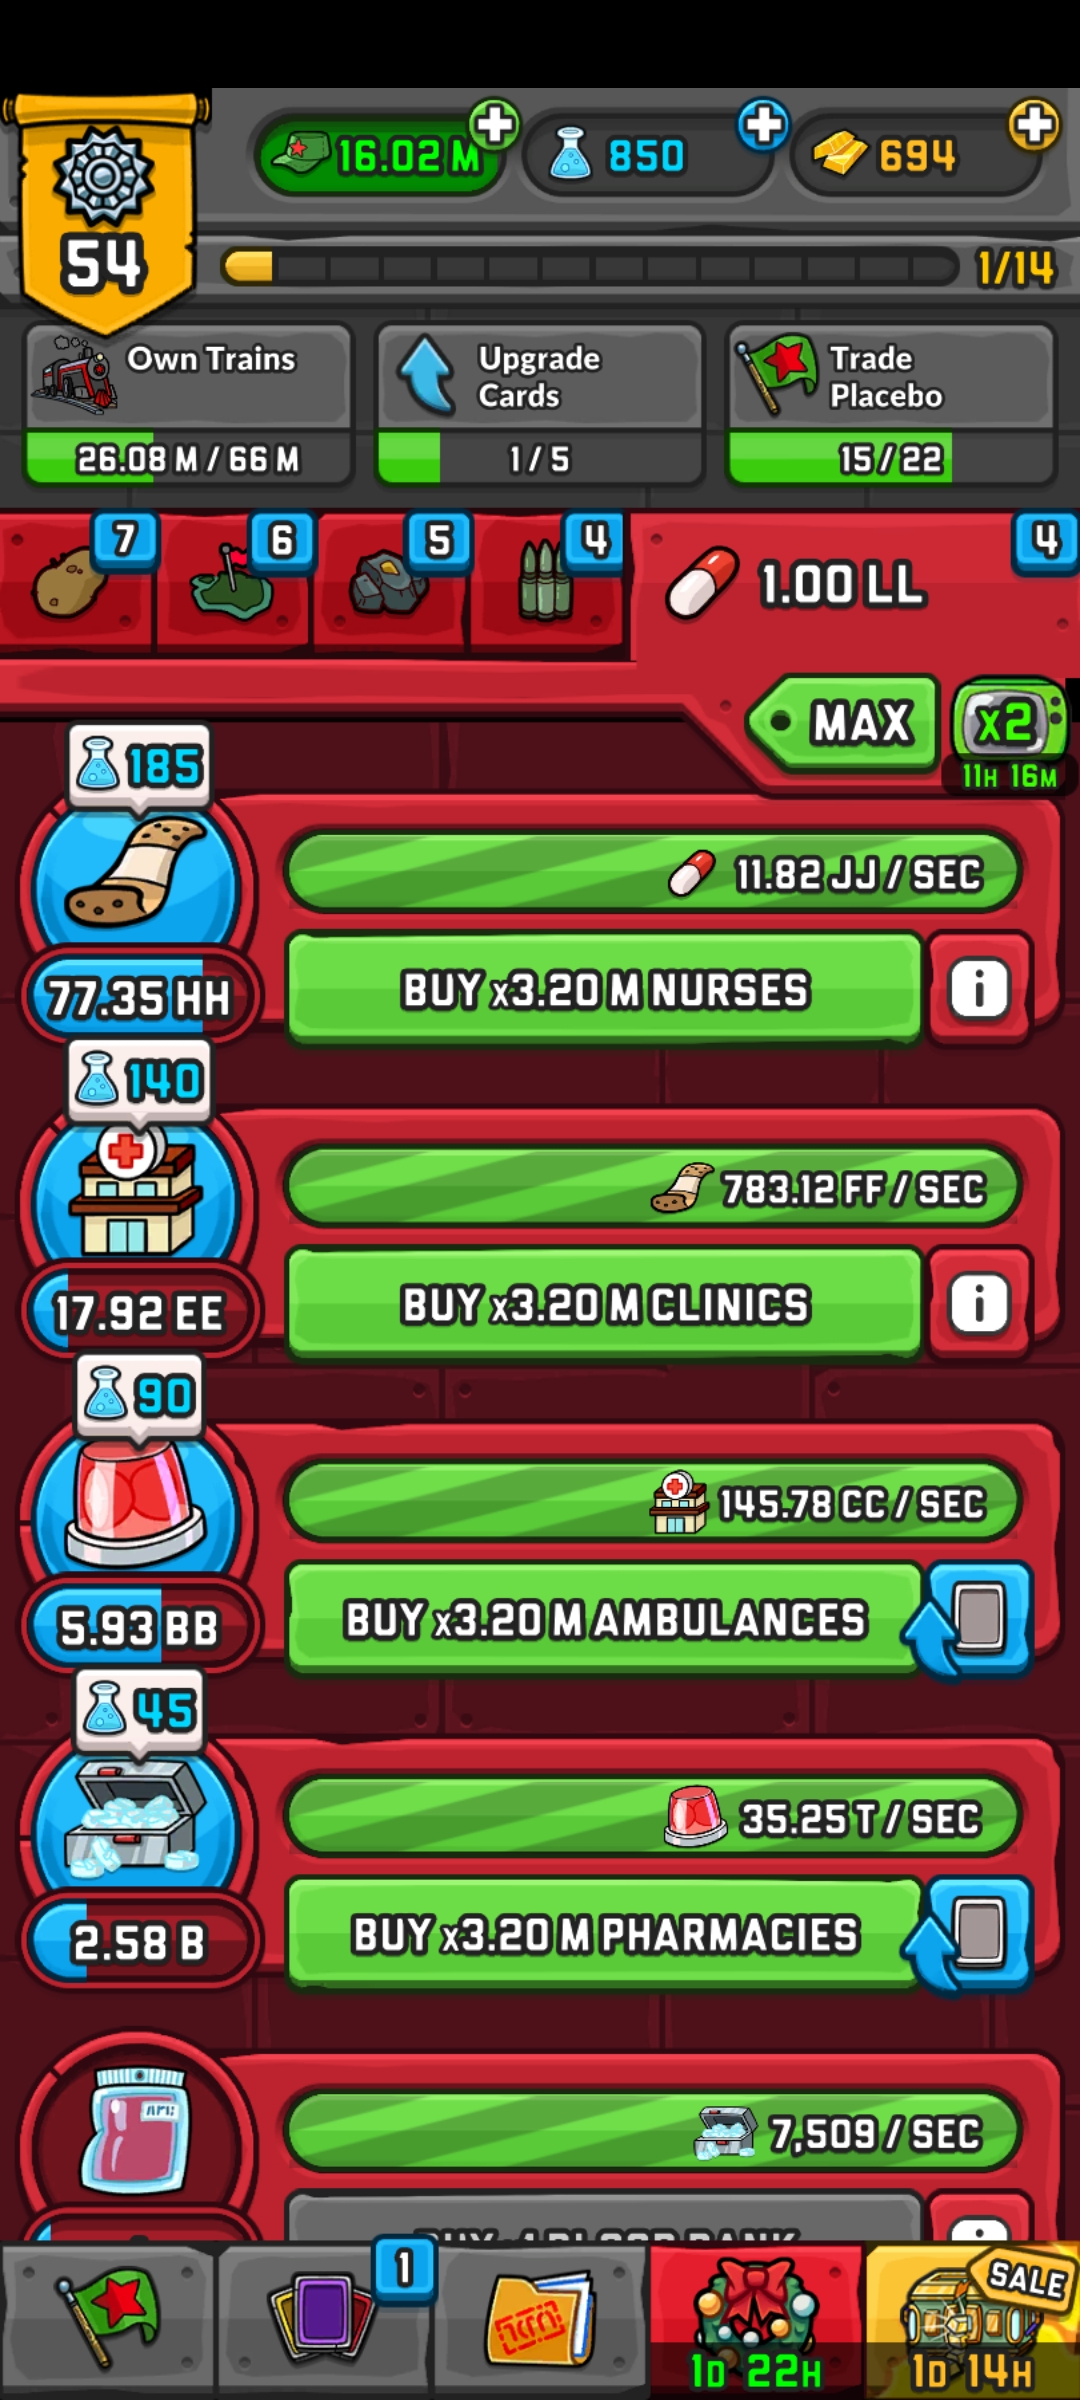 16.02 M
850
694
54
1/14
Own Trains
Upgrade
Cards
Trade
Placebo
26.08 M / 66 M
1 / 5
15 / 22
7
6
5
4
1.00 LL
4
MAX
x2
11H 16M
185
11.82 JJ / SEC
77.35 HH
BUY x3.20 M NURSES
i
140
783.12 FF / SEC
17.92 EE
BUY x3.20 M CLINICS
i
90
145.78 CC / SEC
5.93 BB
BUY x3.20 M AMBULANCES
45
35.25 T / SEC
2.58 B
BUY x3.20 M PHARMACIES
7,509 / SEC
BUY x1 BLOOD BANK
1
SALE
1D 22H
1D 14H